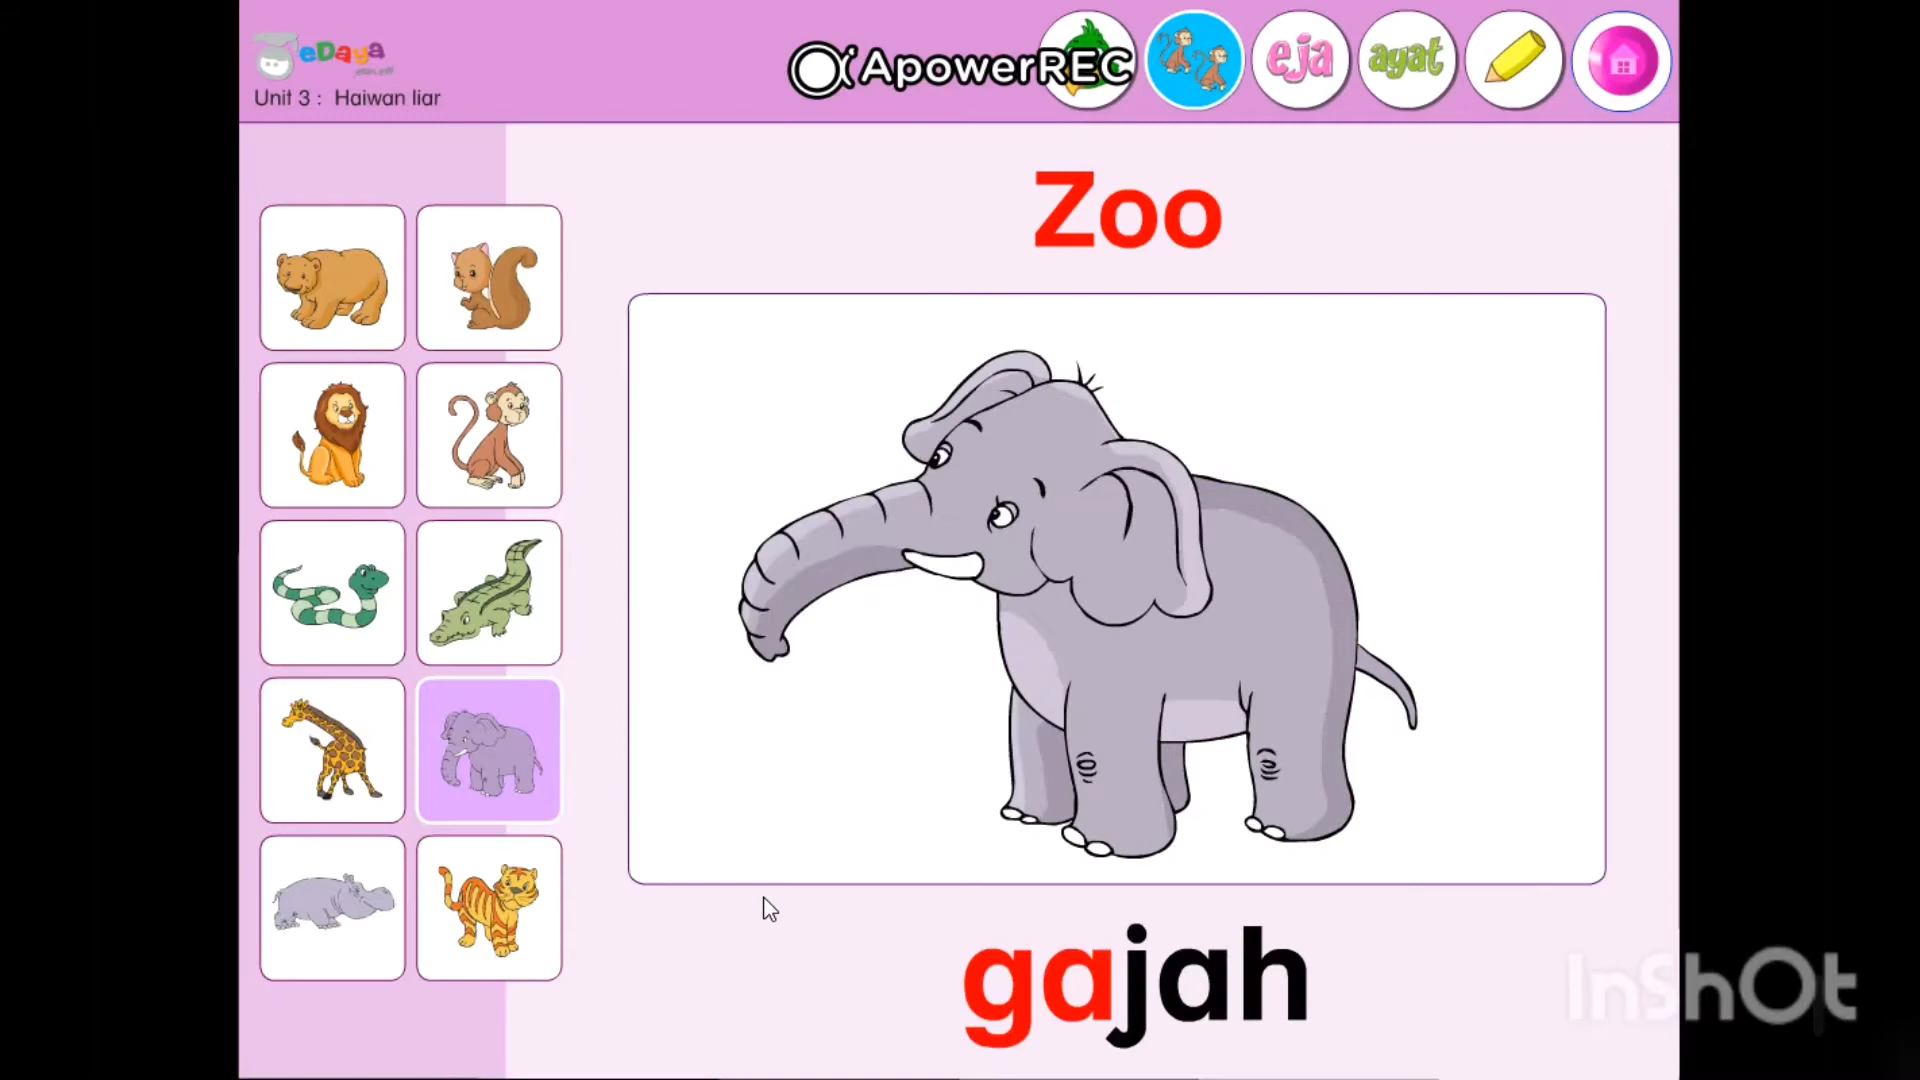 eDaya
Unit 3 : Haiwan liar
ApowerREC
eja
ayat
Zoo
gajah
InShOt